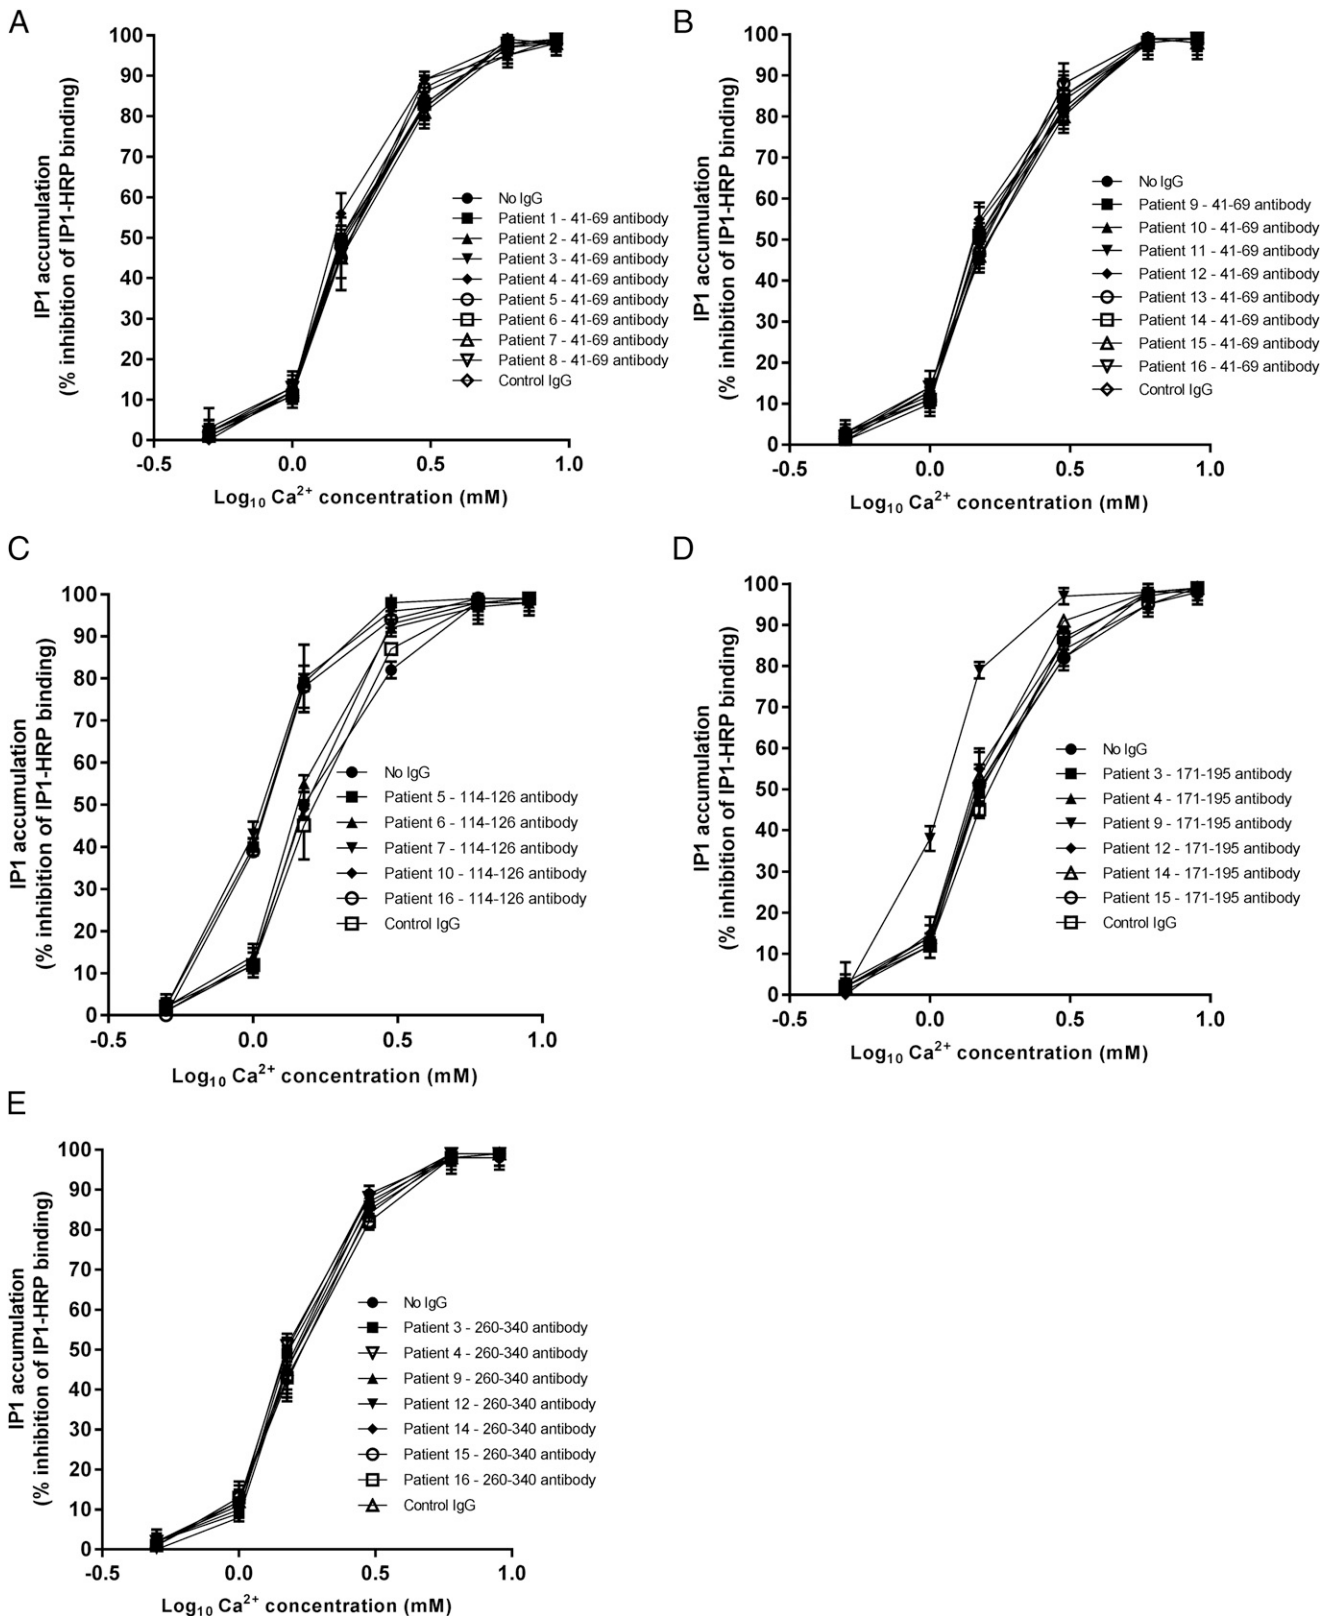 A
IP1 accumulation
(% inhibition of IP1-HRP binding)
100
90
80
70
60
50
40
30
20
10
0
-0.5
0.0
0.5
1.0
Log10 Ca2+ concentration (mM)
No IgG
Patient 1 - 41-69 antibody
Patient 2 - 41-69 antibody
Patient 3 - 41-69 antibody
Patient 4 - 41-69 antibody
Patient 5 - 41-69 antibody
Patient 6 - 41-69 antibody
Patient 7 - 41-69 antibody
Patient 8 - 41-69 antibody
Control IgG
B
IP1 accumulation
(% inhibition of IP1-HRP binding)
100
90
80
70
60
50
40
30
20
10
0
-0.5
0.0
0.5
1.0
Log10 Ca2+ concentration (mM)
No IgG
Patient 9 - 41-69 antibody
Patient 10 - 41-69 antibody
Patient 11 - 41-69 antibody
Patient 12 - 41-69 antibody
Patient 13 - 41-69 antibody
Patient 14 - 41-69 antibody
Patient 15 - 41-69 antibody
Patient 16 - 41-69 antibody
Control IgG
C
IP1 accumulation
(% inhibition of IP1-HRP binding)
100
90
80
70
60
50
40
30
20
10
0
-0.5
0.0
0.5
1.0
Log10 Ca2+ concentration (mM)
No IgG
Patient 5 - 114-126 antibody
Patient 6 - 114-126 antibody
Patient 7 - 114-126 antibody
Patient 10 - 114-126 antibody
Patient 16 - 114-126 antibody
Control IgG
D
IP1 accumulation
(% inhibition of IP1-HRP binding)
100
90
80
70
60
50
40
30
20
10
0
-0.5
0.0
0.5
1.0
Log10 Ca2+ concentration (mM)
No IgG
Patient 3 - 171-195 antibody
Patient 4 - 171-195 antibody
Patient 9 - 171-195 antibody
Patient 12 - 171-195 antibody
Patient 14 - 171-195 antibody
Patient 15 - 171-195 antibody
Control IgG
E
IP1 accumulation
(% inhibition of IP1-HRP binding)
100
90
80
70
60
50
40
30
20
10
0
-0.5
0.0
0.5
1.0
Log10 Ca2+ concentration (mM)
No IgG
Patient 3 - 260-340 antibody
Patient 4 - 260-340 antibody
Patient 9 - 260-340 antibody
Patient 12 - 260-340 antibody
Patient 14 - 260-340 antibody
Patient 15 - 260-340 antibody
Patient 16 - 260-340 antibody
Control IgG